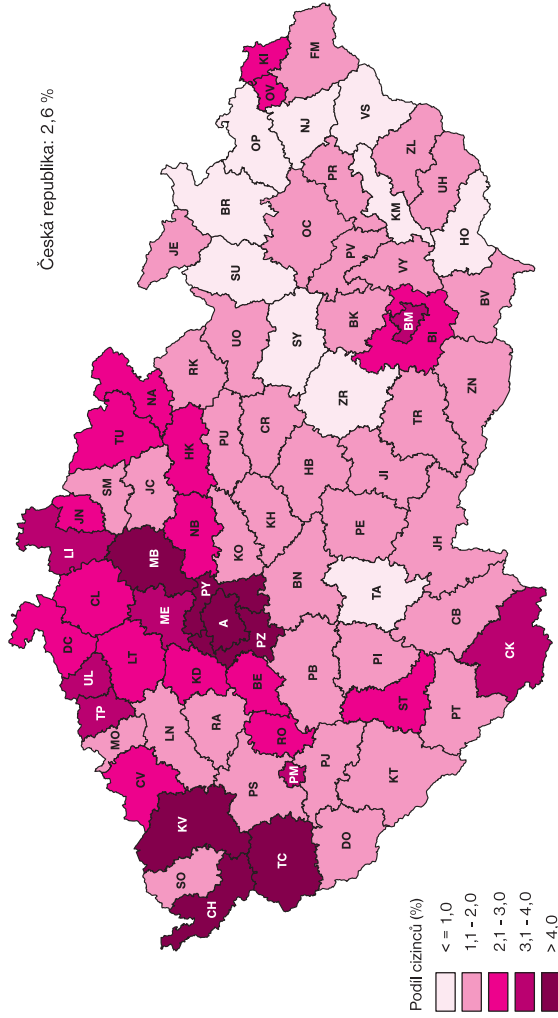 Česká republika: 2,6 %
DC
LI
JN
CL
TU
UL
SM
NA
TP
LT
MB
JC
MO
ME
HK
CV
LN
KD
NB
RK
JE
KV
RA
PY
PU
UO
SU
BR
SO
A
KO
OP
KI
CH
BE
PZ
KH
CR
SY
OV
TC
PS
RO
BN
HB
OC
NJ
FM
PM
PB
ZR
BK
PV
PR
DO
PJ
TA
PE
JI
VY
KM
VS
KT
ST
PI
TR
BM
BI
ZL
UH
HO
PT
CB
JH
ZN
BV
CK
Podíl cizinců (%)
< = 1,0
1,1 - 2,0
2,1 - 3,0
3,1 - 4,0
> 4,0